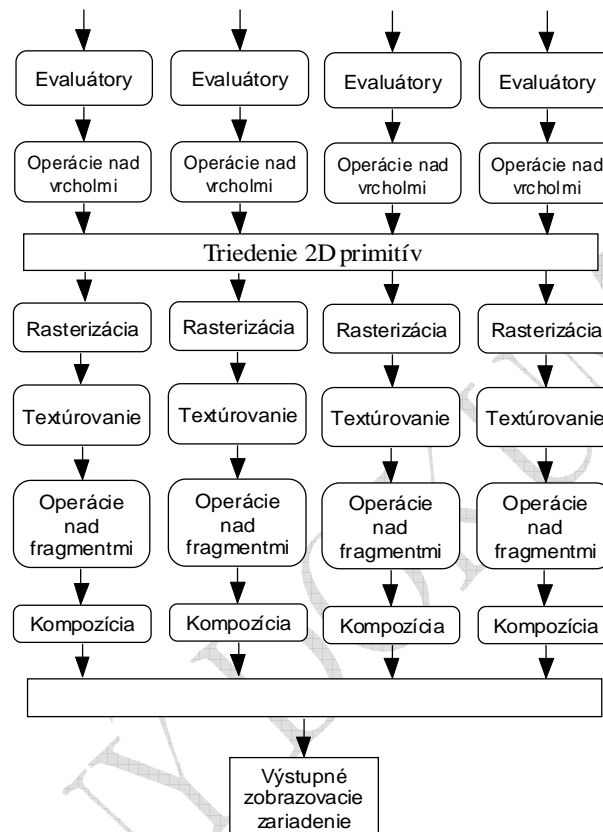 Evaluátory Evaluátory Evaluátory Evaluátory
Operácie nad Operácie nad Operácie nad Operácie nad
vrcholmi vrcholmi vrcholmi vrcholmi
Triedenie 2D primitív
Rasterizácia Rasterizácia Rasterizácia Rasterizácia
Textúrovanie Textúrovanie Textúrovanie Textúrovanie
Operácie Operácie Operácie Operácie
nad nad nad nad
fragmentmi fragmentmi fragmentmi fragmentmi
Kompozícia Kompozícia Kompozícia Kompozícia
Výstupné
zobrazovacie
zariadenie